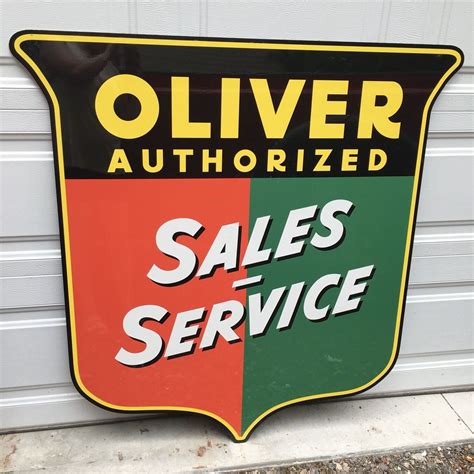 OLIVER
AUTHORIZED
SALES
-
SERVICE